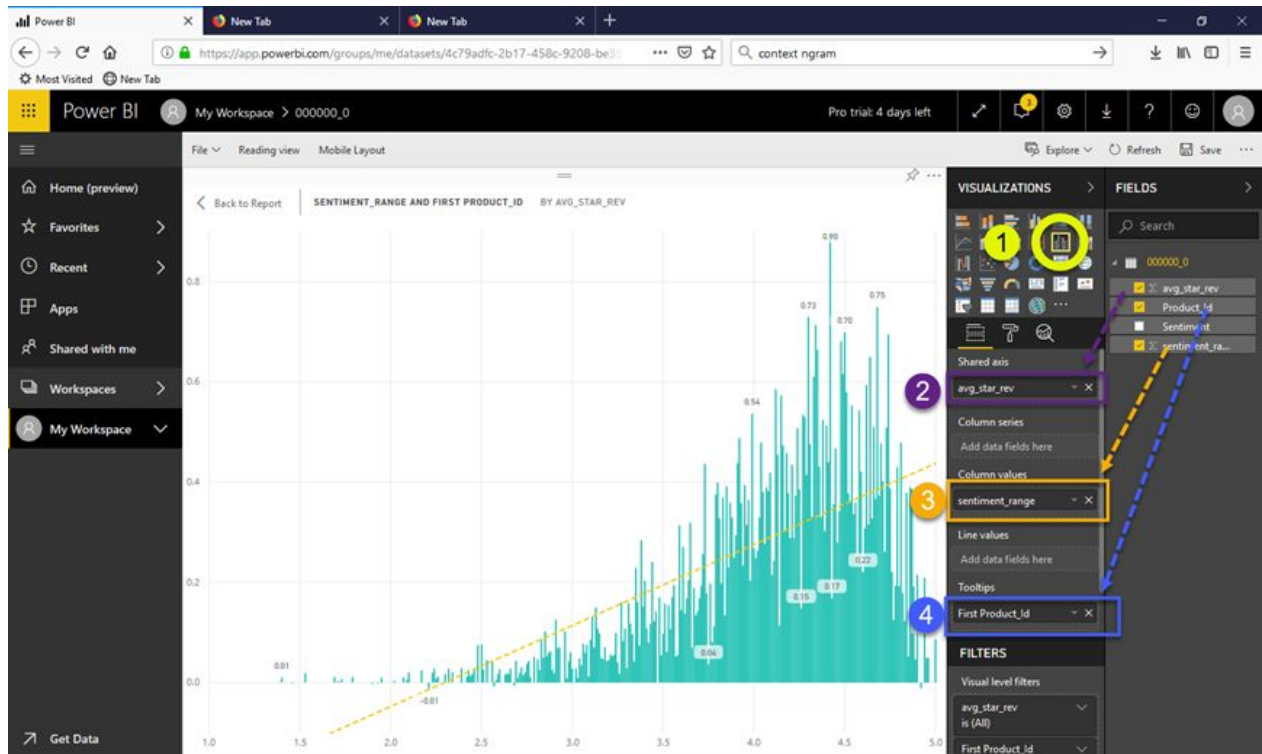 Power BI
New Tab
New Tab
https://app.powerbi.com/groups/me/datasets/4c79adfc-2b17-458c-9208-be3
context ngram
Most Visited New Tab
Power BI My Workspace > 000000_0 Pro trial: 4 days left 3
File Reading view Mobile Layout Explore Refresh Save
Home (preview)
Favorites
Recent
Apps
Shared with me
Workspaces
My Workspace
Get Data
Back to Report SENTIMENT_RANGE AND FIRST PRODUCT_ID BY AVG_STAR_REV
0.90
0.8
0.73
0.75
0.70
0.6
0.54
0.4
0.22
0.2
0.15
0.17
0.04
0.01
0.0
-0.01
1.0 1.5 2.0 2.5 3.0 3.5 4.0 4.5 5.0
VISUALIZATIONS
1
Shared axis
2
avg_star_rev
Column series
Add data fields here
Column values
3
sentiment_range
Line values
Add data fields here
Tooltips
4
First Product_Id
FILTERS
Visual level filters
avg_star_rev
is (All)
First Product_Id
FIELDS
Search
000000_0
avg_star_rev
Product_Id
Sentiment
sentiment_ra...